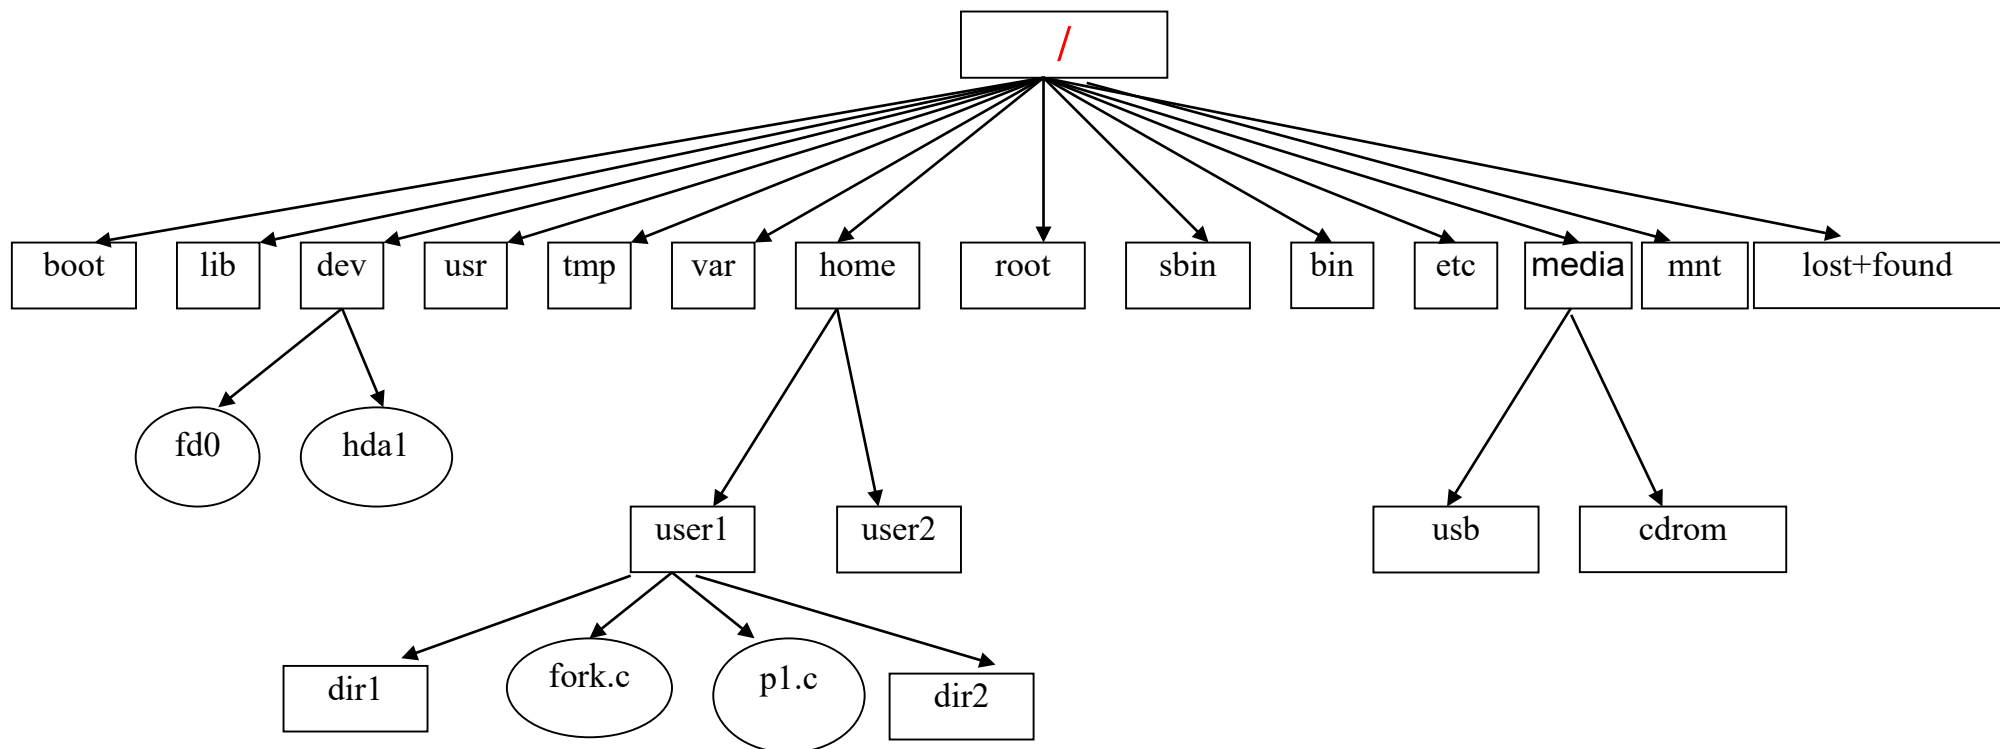 /
boot
lib
dev
usr
tmp
var
home
root
sbin
bin
etc
media
mnt
lost+found
fd0
hda1
user1
user2
usb
cdrom
dir1
fork.c
p1.c
dir2